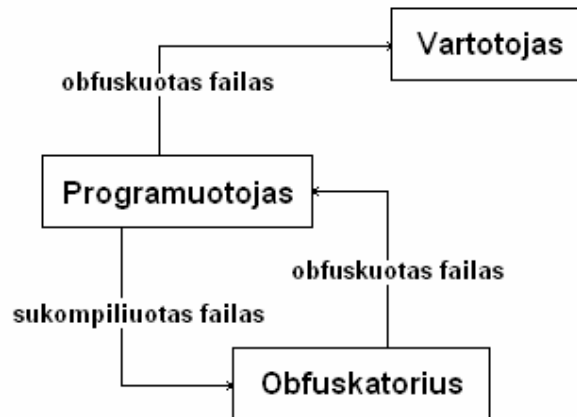 Vartotojas
obfuskuotas failas
Programuotojas
obfuskuotas failas
sukompiliuotas failas
Obfuskatorius